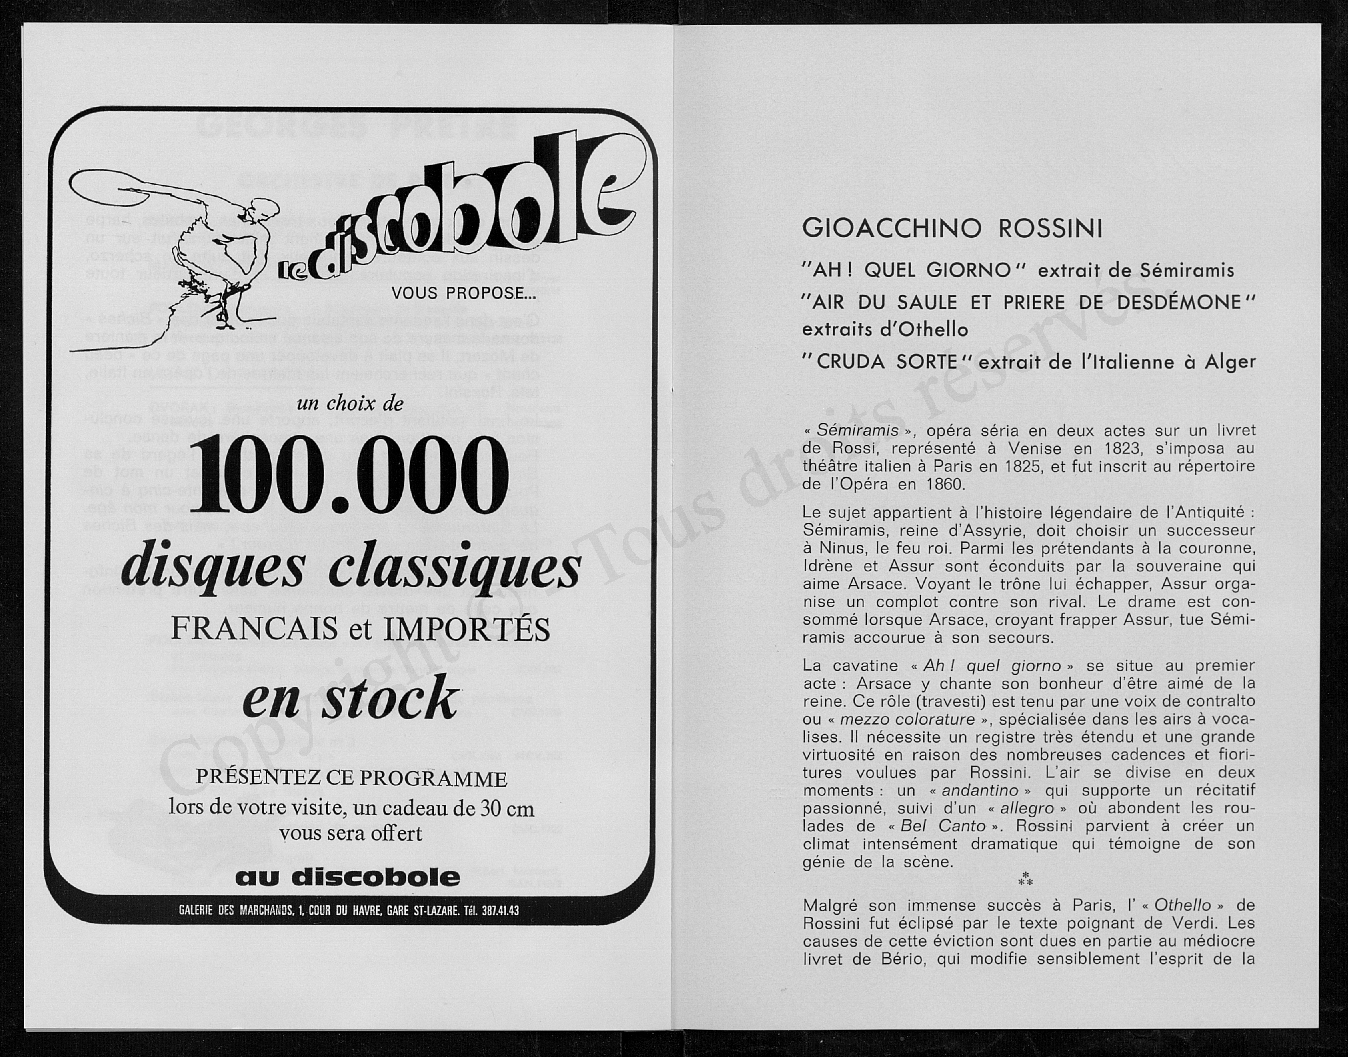 le discobole
VOUS PROPOSE...
un choix de
100.000
disques classiques
FRANCAIS et IMPORTÉS
en stock
PRÉSENTEZ CE PROGRAMME
lors de votre visite, un cadeau de 30 cm
vous sera offert
au discobole
GALERIE DES MARCHANDS, 1, COUR DU HAVRE, GARE ST-LAZARE. Tél. 387.41.43
Copyright © - Tous droits réservés.
GIOACCHINO ROSSINI
"AH ! QUEL GIORNO" extrait de Sémiramis
"AIR DU SAULE ET PRIERE DE DESDÉMONE"
extraits d'Othello
"CRUDA SORTE" extrait de l'Italienne à Alger
« Sémiramis », opéra séria en deux actes sur un livret
de Rossi, représenté à Venise en 1823, s'imposa au
théâtre italien à Paris en 1825, et fut inscrit au répertoire
de l'Opéra en 1860.
Le sujet appartient à l'histoire légendaire de l'Antiquité :
Sémiramis, reine d'Assyrie, doit choisir un successeur
à Ninus, le feu roi. Parmi les prétendants à la couronne,
Idrène et Assur sont éconduits par la souveraine qui
aime Arsace. Voyant le trône lui échapper, Assur orga-
nise un complot contre son rival. Le drame est con-
sommé lorsque Arsace, croyant frapper Assur, tue Sémi-
ramis accourue à son secours.
La cavatine « Ah ! quel giorno » se situe au premier
acte : Arsace y chante son bonheur d'être aimé de la
reine. Ce rôle (travesti) est tenu par une voix de contralto
ou « mezzo colorature », spécialisée dans les airs à voca-
lises. Il nécessite un registre très étendu et une grande
virtuosité en raison des nombreuses cadences et fiori-
tures voulues par Rossini. L'air se divise en deux
moments : un « andantino » qui supporte un récitatif
passionné, suivi d'un « allegro » où abondent les rou-
lades de « Bel Canto ». Rossini parvient à créer un
climat intensément dramatique qui témoigne de son
génie de la scène.
*
**
Malgré son immense succès à Paris, l' « Othello » de
Rossini fut éclipsé par le texte poignant de Verdi. Les
causes de cette éviction sont dues en partie au médiocre
livret de Bério, qui modifie sensiblement l'esprit de la